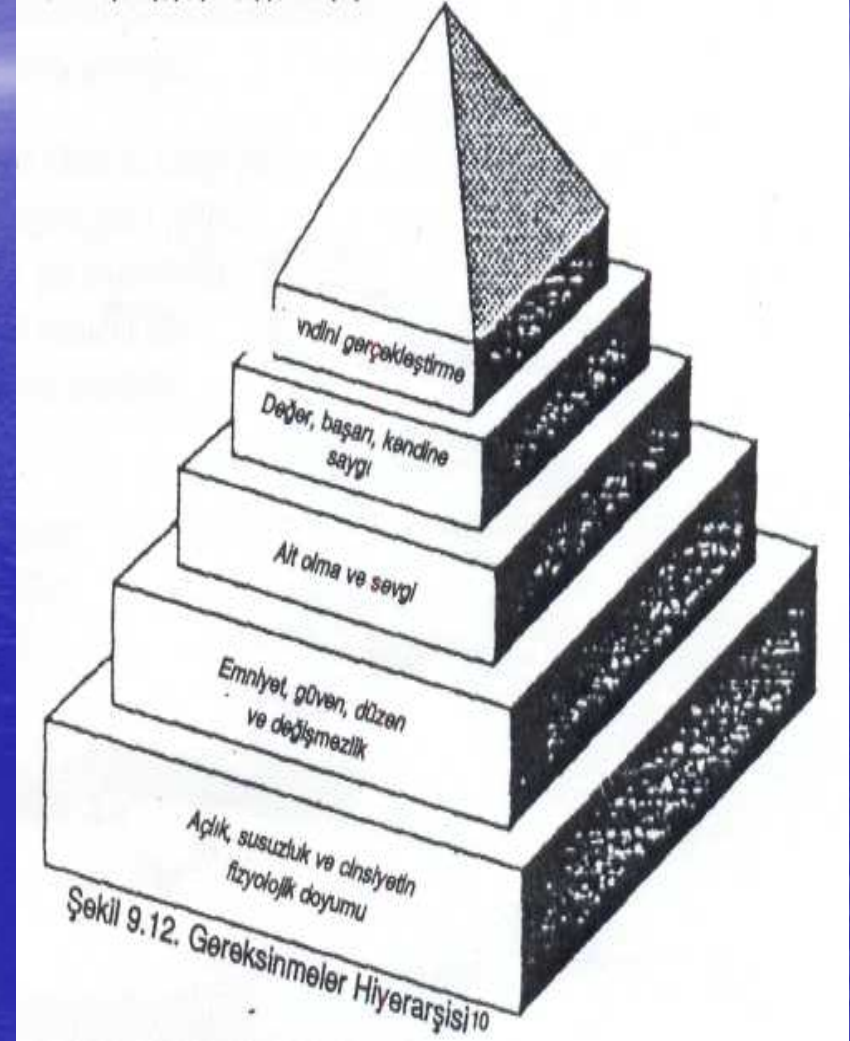 ndini gerçekleştirme
Değer, başarı, kendine
saygı
Ait olma ve sevgi
Emniyet, güven, düzen
ve değişmezlik
Açlık, susuzluk ve cinsiyetin
fizyolojik doyumu
Şekil 9.12. Gereksinmeler Hiyerarşisi10